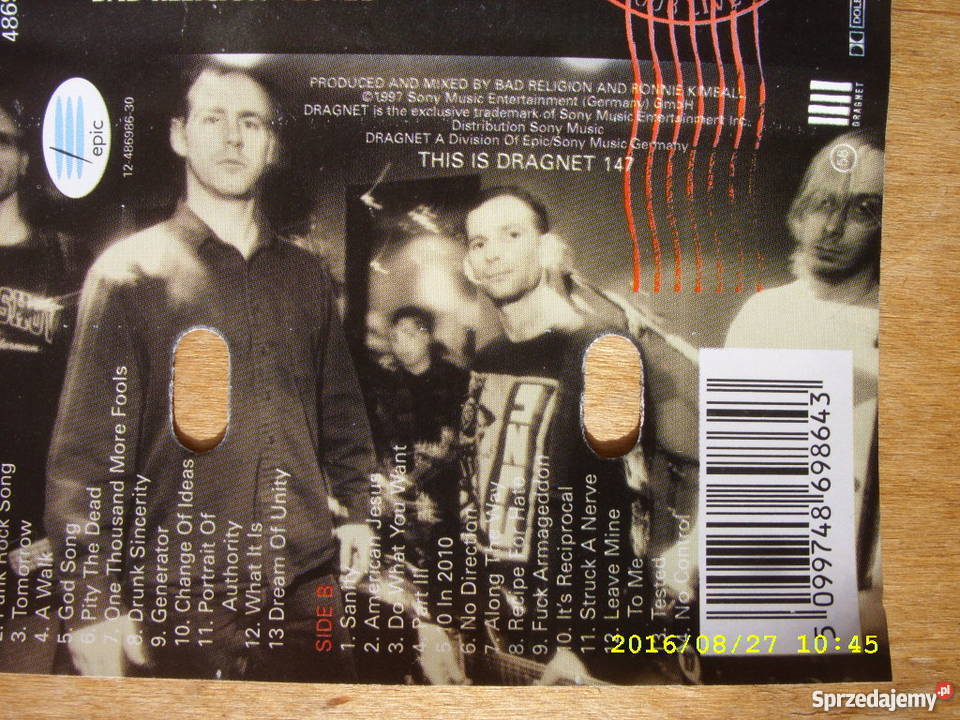 PRODUCED AND MIXED BY BAD RELIGION AND RONNIE KIMBALL
©1997 Sony Music Entertainment (Germany) GmbH
DRAGNET is the exclusive trademark of Sony Music Entertainment Inc.
Distribution Sony Music
DRAGNET A Division Of Epic/Sony Music Germany
THIS IS DRAGNET 147
epic
12-486986-30
DRAGNET
56
Punk Rock Song
3. Tomorrow
4. A Walk
5. God Song
6. Pity The Dead
7. One Thousand More Fools
8. Drunk Sincerity
9. Generator
10. Change Of Ideas
11. Portrait Of
Authority
12. What It Is
13 Dream Of Unity
SIDE B
1. Sanity
2. American Jesus
3. Do What You Want
4. Part III
5. 10 In 2010
6. No Direction
7. Along The Way
8. Recipe For Hate
9. Fuck Armageddon
10. It's Reciprocal
11. Struck A Nerve
Leave Mine
To Me
13. Tested
No Control
5 099748 698643
2016/08/27 10:45
Sprzedajemy.pl